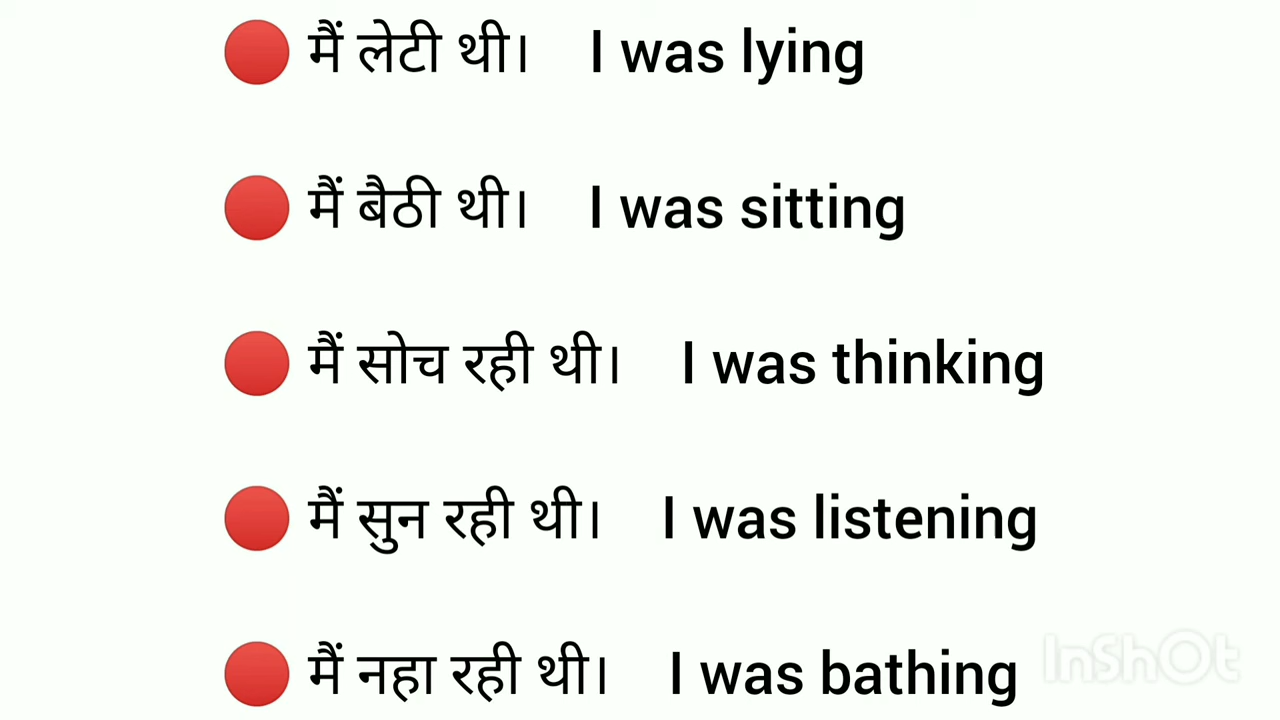 मैं लेटी थी। I was lying
मैं बैठी थी। I was sitting
मैं सोच रही थी। I was thinking
मैं सुन रही थी। I was listening
मैं नहा रही थी। I was bathing
InShOt